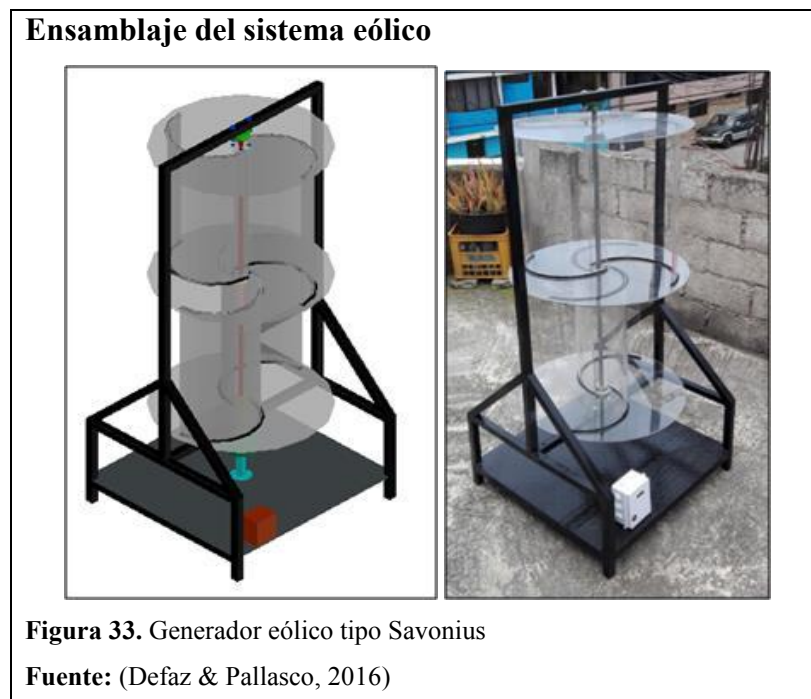 Ensamblaje del sistema eólico
Figura 33. Generador eólico tipo Savonius
Fuente: (Defaz & Pallasco, 2016)